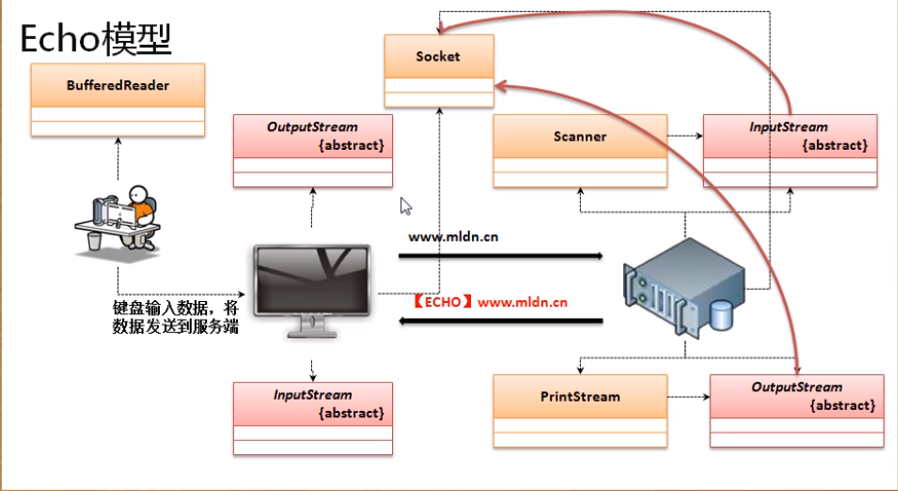 Echo模型
Socket
BufferedReader
OutputStream
{abstract}
Scanner
InputStream
{abstract}
www.mldn.cn
【ECHO】www.mldn.cn
键盘输入数据，将
数据发送到服务端
InputStream
{abstract}
PrintStream
OutputStream
{abstract}